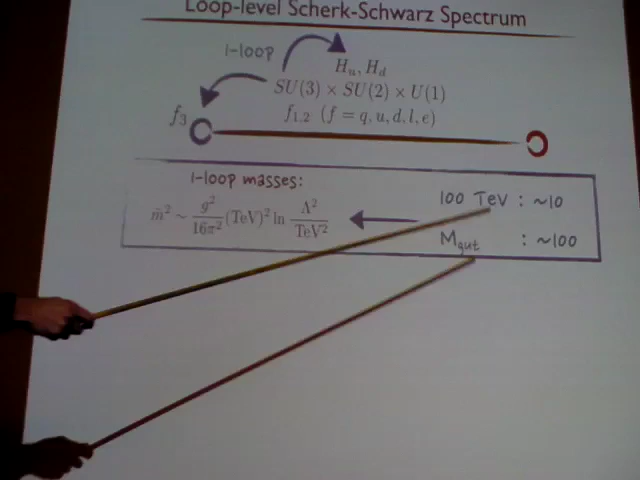 Loop-level Scherk-Schwarz Spectrum
1-loop
H_u, H_d
SU(3) × SU(2) × U(1)
f_3
f_{1,2} (f = q, u, d, l, e)
1-loop masses:
m̃² ~ g²/16π² (TeV)² ln Λ²/TeV²
100 TeV : ~10
M_gut : ~100